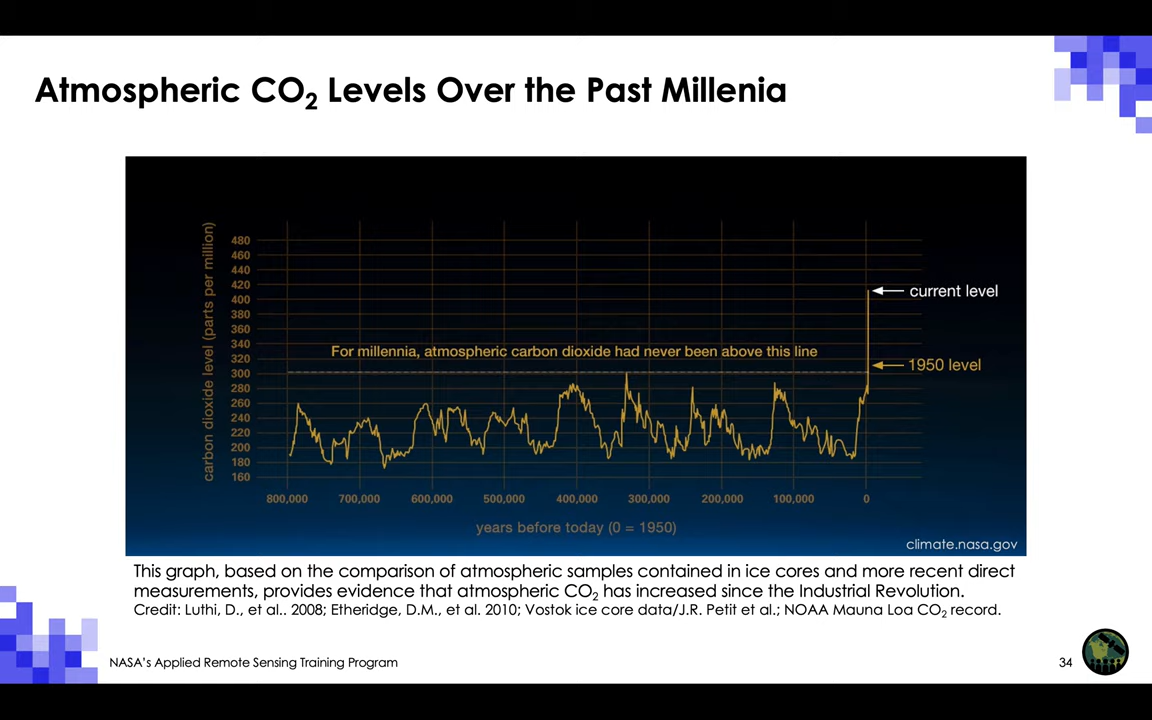 Atmospheric CO₂ Levels Over the Past Millenia
carbon dioxide level (parts per million)
480
460
440
420
400
380
360
340
320
300
280
260
240
220
200
180
160
For millennia, atmospheric carbon dioxide had never been above this line
current level
1950 level
800,000 700,000 600,000 500,000 400,000 300,000 200,000 100,000 0
years before today (0 = 1950)
climate.nasa.gov
This graph, based on the comparison of atmospheric samples contained in ice cores and more recent direct
measurements, provides evidence that atmospheric CO₂ has increased since the Industrial Revolution.
Credit: Luthi, D., et al.. 2008; Etheridge, D.M., et al. 2010; Vostok ice core data/J.R. Petit et al.; NOAA Mauna Loa CO₂ record.
NASA's Applied Remote Sensing Training Program
34